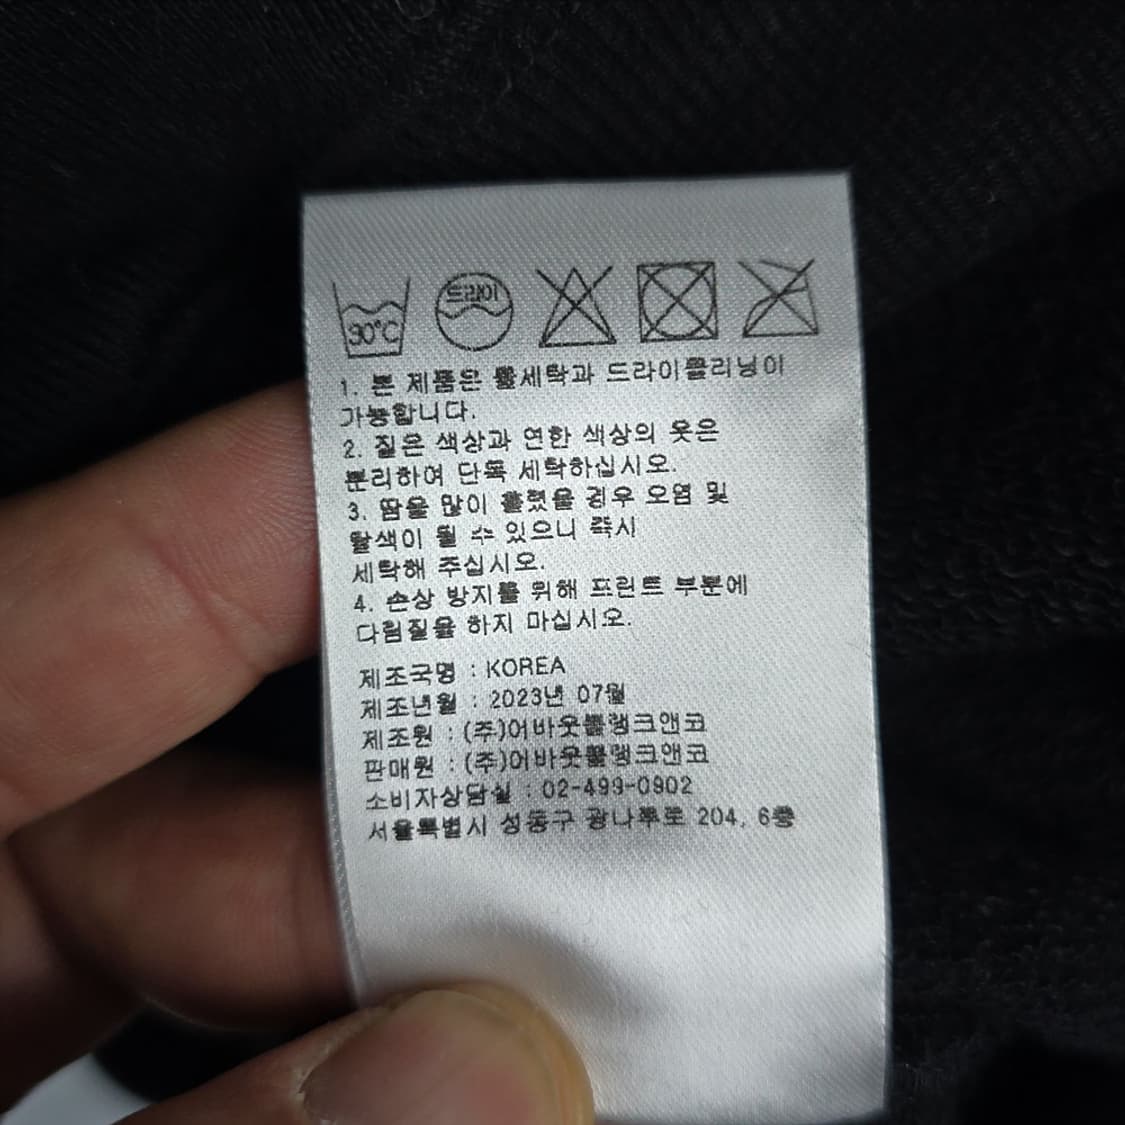 90°C 드라이
1. 본 제품은 물세탁과 드라이클리닝이
가능합니다.
2. 짙은 색상과 연한 색상의 옷은
분리하여 단독 세탁하십시오.
3. 땀을 많이 흘렸을 경우 오염 및
탈색이 될 수 있으니 즉시
세탁해 주십시오.
4. 손상 방지를 위해 프린트 부분에
다림질을 하지 마십시오.
제조국명 : KOREA
제조년월 : 2023년 07월
제조원 : (주)어바웃블랭크앤코
판매원 : (주)어바웃블랭크앤코
소비자상담실 : 02-499-0902
서울특별시 성동구 광나루로 204, 6층